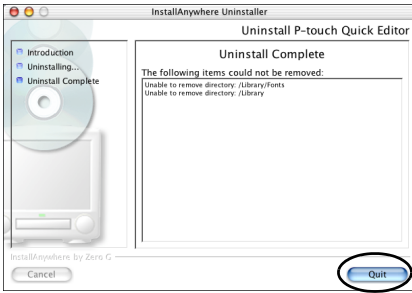 InstallAnywhere Uninstaller
Uninstall P-touch Quick Editor
Introduction
Uninstalling...
Uninstall Complete
Uninstall Complete
The following items could not be removed:
Unable to remove directory: /Library/Fonts
Unable to remove directory: /Library
InstallAnywhere by Zero G
Cancel
Quit